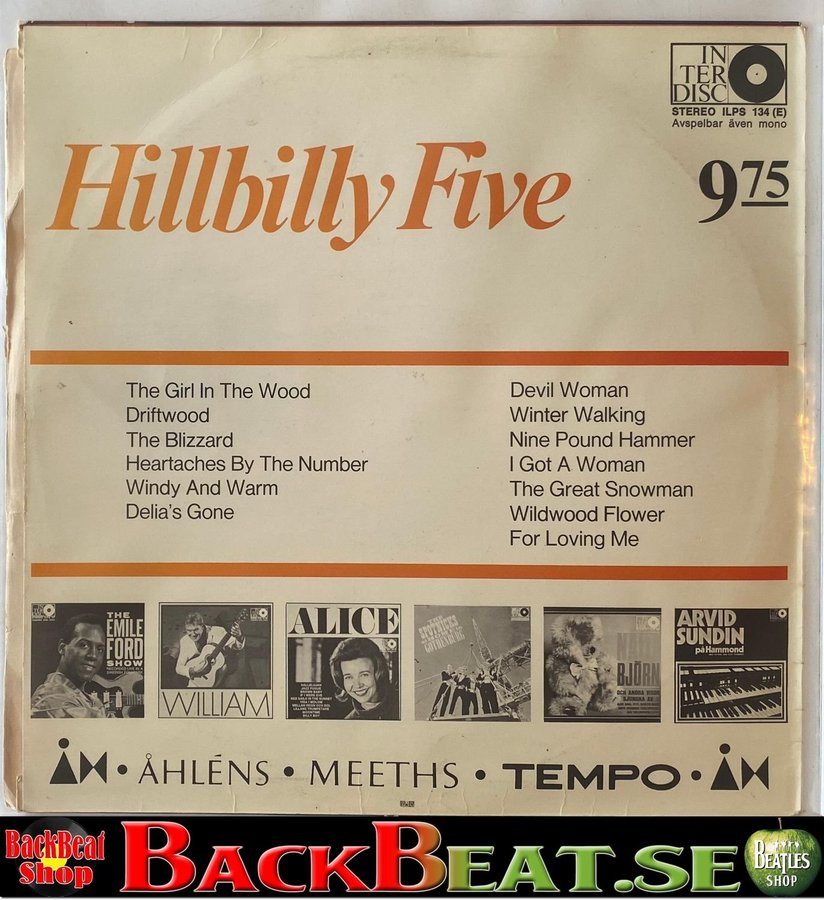 IN
TER
DISC
STEREO ILPS 134 (E)
Avspelbar även mono
Hillbilly Five
9 75
The Girl In The Wood
Driftwood
The Blizzard
Heartaches By The Number
Windy And Warm
Delia's Gone
Devil Woman
Winter Walking
Nine Pound Hammer
I Got A Woman
The Great Snowman
Wildwood Flower
For Loving Me
THE
EMILE
FORD
SHOW
WILLIAM
ALICE
BJÖRN
ARVID
SUNDIN
på Hammond
ÅH • ÅHLÉNS • MEETHS • TEMPO • ÅH
BackBeat
Shop
BACKBEAT.SE
BEATLES
SHOP